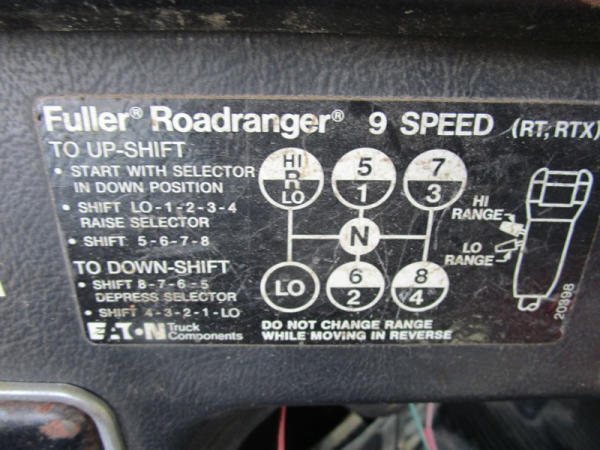 Fuller® Roadranger® 9 SPEED (RT, RTX)
TO UP-SHIFT
• START WITH SELECTOR
IN DOWN POSITION
• SHIFT LO-1-2-3-4
RAISE SELECTOR
• SHIFT 5-6-7-8
TO DOWN-SHIFT
• SHIFT 8-7-6-5
DEPRESS SELECTOR
• SHIFT 4-3-2-1-LO
EATON Truck
Components
HI
R
LO
5
1
7
3
N
LO
6
2
8
4
DO NOT CHANGE RANGE
WHILE MOVING IN REVERSE
HI
RANGE
LO
RANGE
20398